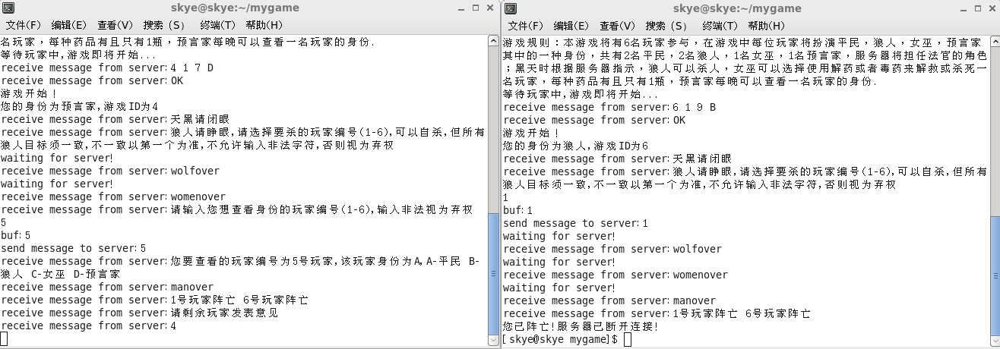 skye@skye:~/mygame
文件(F) 编辑(E) 查看(V) 搜索 (S) 终端(T) 帮助(H)
名玩家，每种药品有且只有1瓶，预言家每晚可以查看一名玩家的身份.
等待玩家中,游戏即将开始...
receive message from server:4 1 7 D
receive message from server:OK
游戏开始！
您的身份为预言家,游戏ID为4
receive message from server:天黑请闭眼
receive message from server:狼人请睁眼,请选择要杀的玩家编号(1-6),可以自杀,但所有
狼人目标须一致,不一致以第一个为准,不允许输入非法字符,否则视为弃权
waiting for server!
receive message from server:wolfover
waiting for server!
receive message from server:womenover
receive message from server:请输入您想查看身份的玩家编号(1-6),输入非法视为弃权
5
buf:5
send message to server:5
receive message from server:您要查看的玩家编号为5号玩家,该玩家身份为A,A-平民 B-
狼人 C-女巫 D-预言家
receive message from server:manover
receive message from server:1号玩家阵亡 6号玩家阵亡
receive message from server:请剩余玩家发表意见
receive message from server:4
skye@skye:~/mygame
文件(F) 编辑(E) 查看(V) 搜索 (S) 终端(T) 帮助(H)
游戏规则：本游戏将有6名玩家参与，在游戏中每位玩家将扮演平民，狼人，女巫，预言家
其中的一种身份，共有2名平民，2名狼人，1名女巫，1名预言家，服务器将担任法官的角色
；黑天时根据服务器指示，狼人可以杀人，女巫可以选择使用解药或者毒药来解救或杀死一
名玩家，每种药品有且只有1瓶，预言家每晚可以查看一名玩家的身份.
等待玩家中,游戏即将开始...
receive message from server:6 1 9 B
receive message from server:OK
游戏开始！
您的身份为狼人,游戏ID为6
receive message from server:天黑请闭眼
receive message from server:狼人请睁眼,请选择要杀的玩家编号(1-6),可以自杀,但所有
狼人目标须一致,不一致以第一个为准,不允许输入非法字符,否则视为弃权
1
buf:1
send message to server:1
waiting for server!
receive message from server:wolfover
waiting for server!
receive message from server:womenover
waiting for server!
receive message from server:manover
receive message from server:1号玩家阵亡 6号玩家阵亡
您已阵亡!服务器已断开连接!
[skye@skye mygame]$